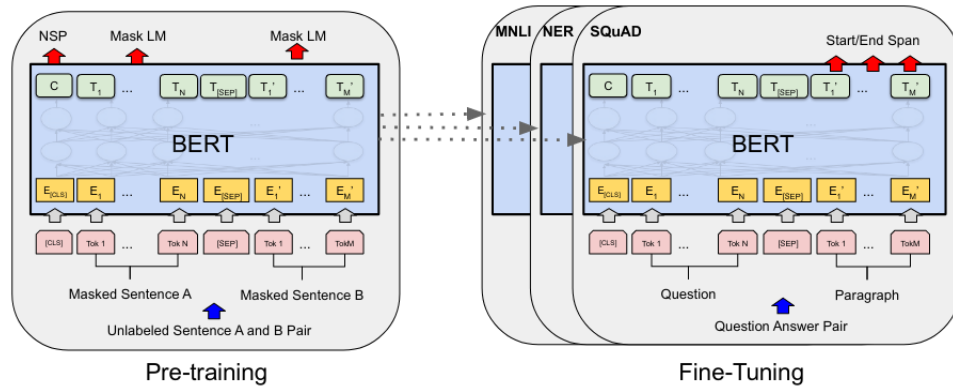 NSP Mask LM Mask LM
C T1 ... TN T[SEP] T1' ... TM'
BERT
E[CLS] E1 ... EN E[SEP] E1' ... EM'
[CLS] Tok 1 ... Tok N [SEP] Tok 1 ... TokM
Masked Sentence A Masked Sentence B
Unlabeled Sentence A and B Pair
Pre-training
MNLI NER SQuAD
Start/End Span
C T1 ... TN T[SEP] T1' ... TM'
BERT
E[CLS] E1 ... EN E[SEP] E1' ... EM'
[CLS] Tok 1 ... Tok N [SEP] Tok 1 ... TokM
Question Paragraph
Question Answer Pair
Fine-Tuning